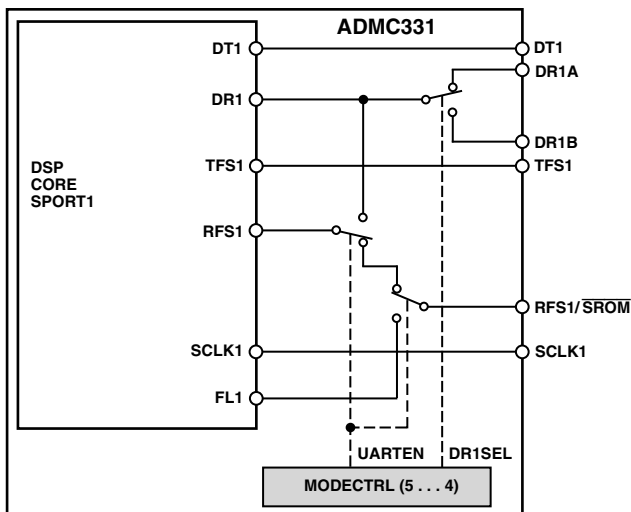 ADMC331
DT1
DT1
DR1A
DR1
DR1B
DSP
CORE
SPORT1
TFS1
TFS1
RFS1
RFS1/SROM
SCLK1
SCLK1
FL1
UARTEN
DR1SEL
MODECTRL (5 . . . 4)